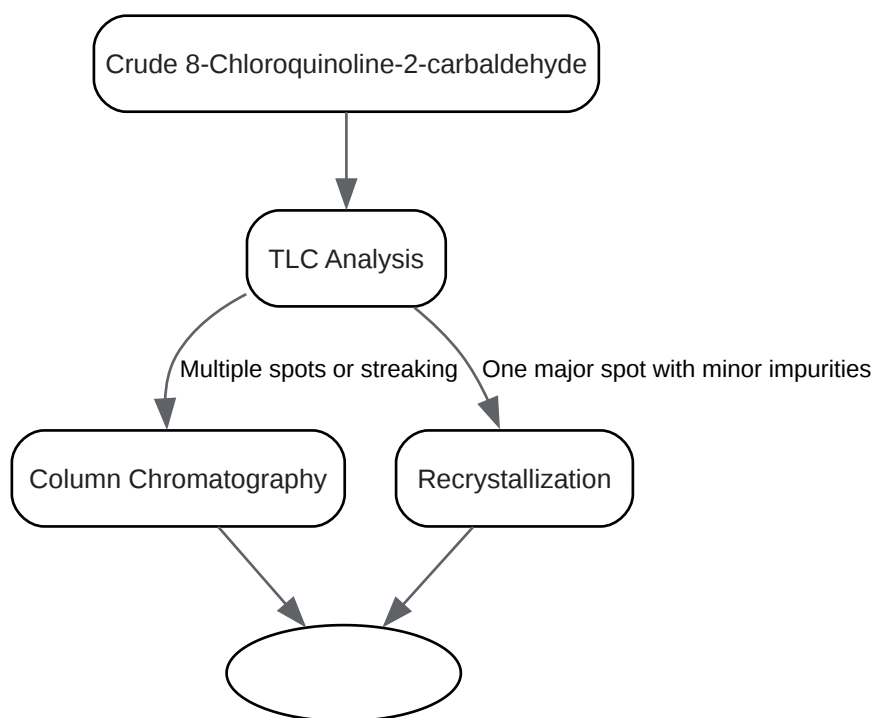 Crude 8-Chloroquinoline-2-carbaldehyde
TLC Analysis
Multiple spots or streaking
One major spot with minor impurities
Column Chromatography
Recrystallization